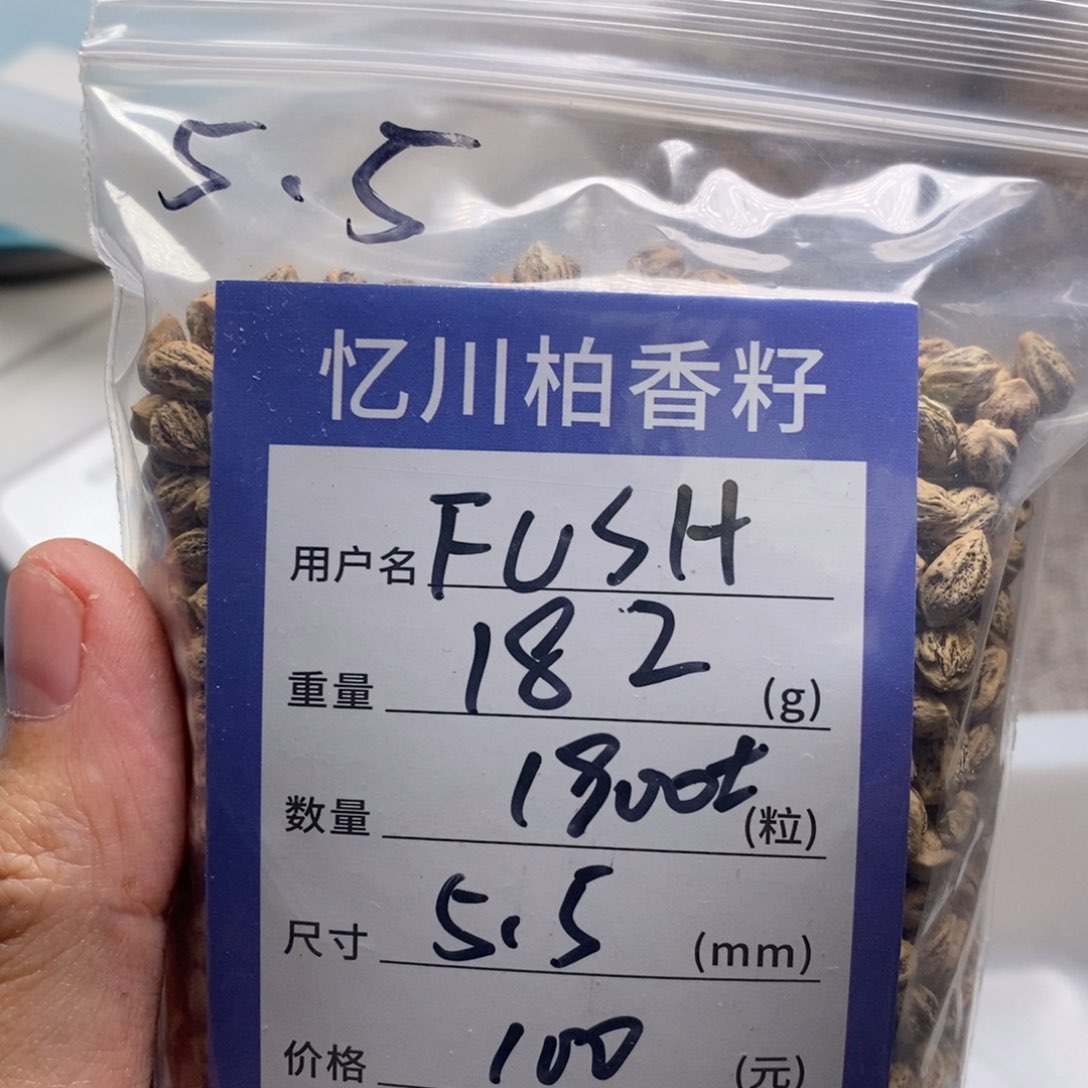 5.5
忆川柏香籽
用户名 FUSH
重量 182 (g)
数量 1800± (粒)
尺寸 5.5 (mm)
价格 100 (元)